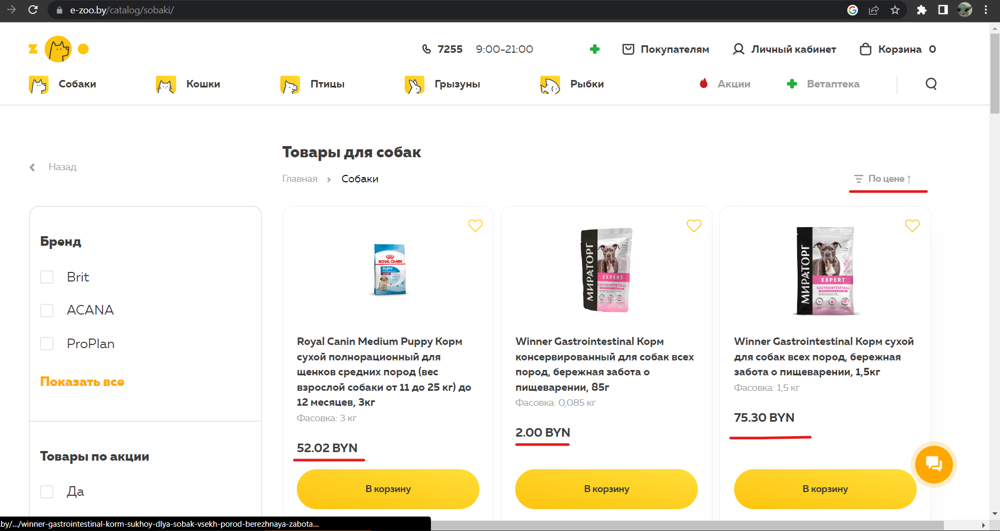 e-zoo.by/catalog/sobaki/
z
7255 9:00-21:00 Покупателям Личный кабинет Корзина 0
Собаки Кошки Птицы Грызуны Рыбки Акции Ветаптека
Товары для собак
Назад
Главная > Собаки
По цене ↑
Бренд
Brit
ACANA
ProPlan
Показать все
Товары по акции
Да
ROYAL CANIN
PUPPY
Royal Canin Medium Puppy Корм
сухой полнорационный для
щенков средних пород (вес
взрослой собаки от 11 до 25 кг) до
12 месяцев, 3кг
Фасовка: 3 кг
52.02 BYN
В корзину
МИРАТОРГ
EXPERT
GASTROINTESTINAL
Winner Gastrointestinal Корм
консервированный для собак всех
пород, бережная забота о
пищеварении, 85г
Фасовка: 0,085 кг
2.00 BYN
В корзину
МИРАТОРГ
1+
EXPERT
GASTROINTESTINAL
Winner Gastrointestinal Корм сухой
для собак всех пород, бережная
забота о пищеварении, 1,5кг
Фасовка: 1,5 кг
75.30 BYN
В корзину
by/.../winner-gastrointestinal-korm-sukhoy-dlya-sobak-vsekh-porod-berezhnaya-zabota...